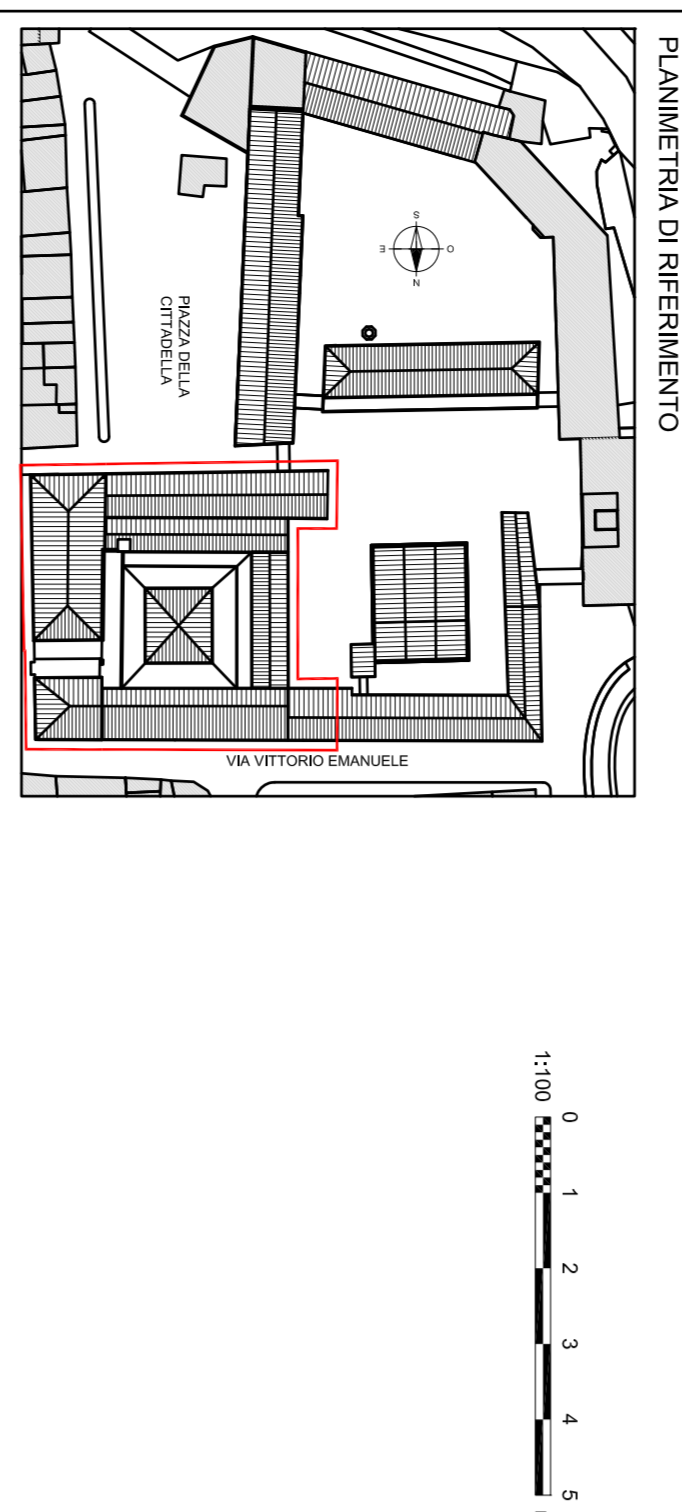 PLANIMETRIA DI RIFERIMENTO
S
E
O
N
PIAZZA DELLA
CITTADELLA
VIA VITTORIO EMANUELE
1:100
0
1
2
3
4
5